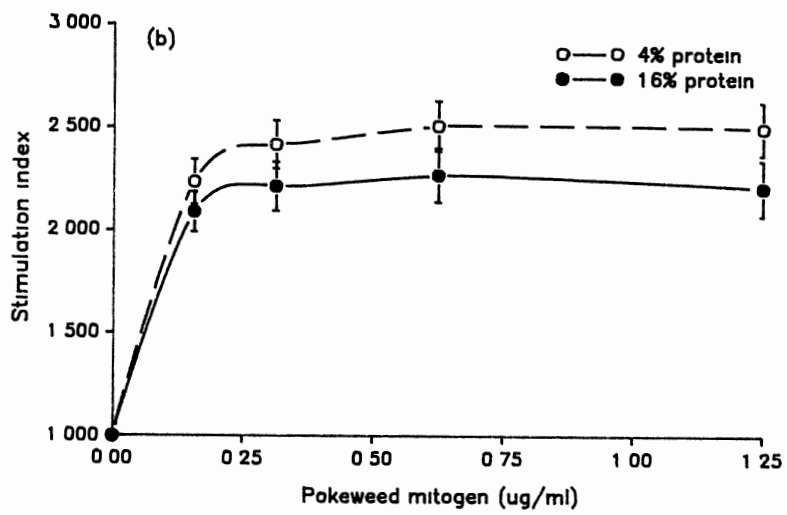 3 000
(b)
4% protein
16% protein
2 500
2 000
1 500
1 000
Stimulation index
0 00
0 25
0 50
0 75
1 00
1 25
Pokeweed mitogen (ug/ml)